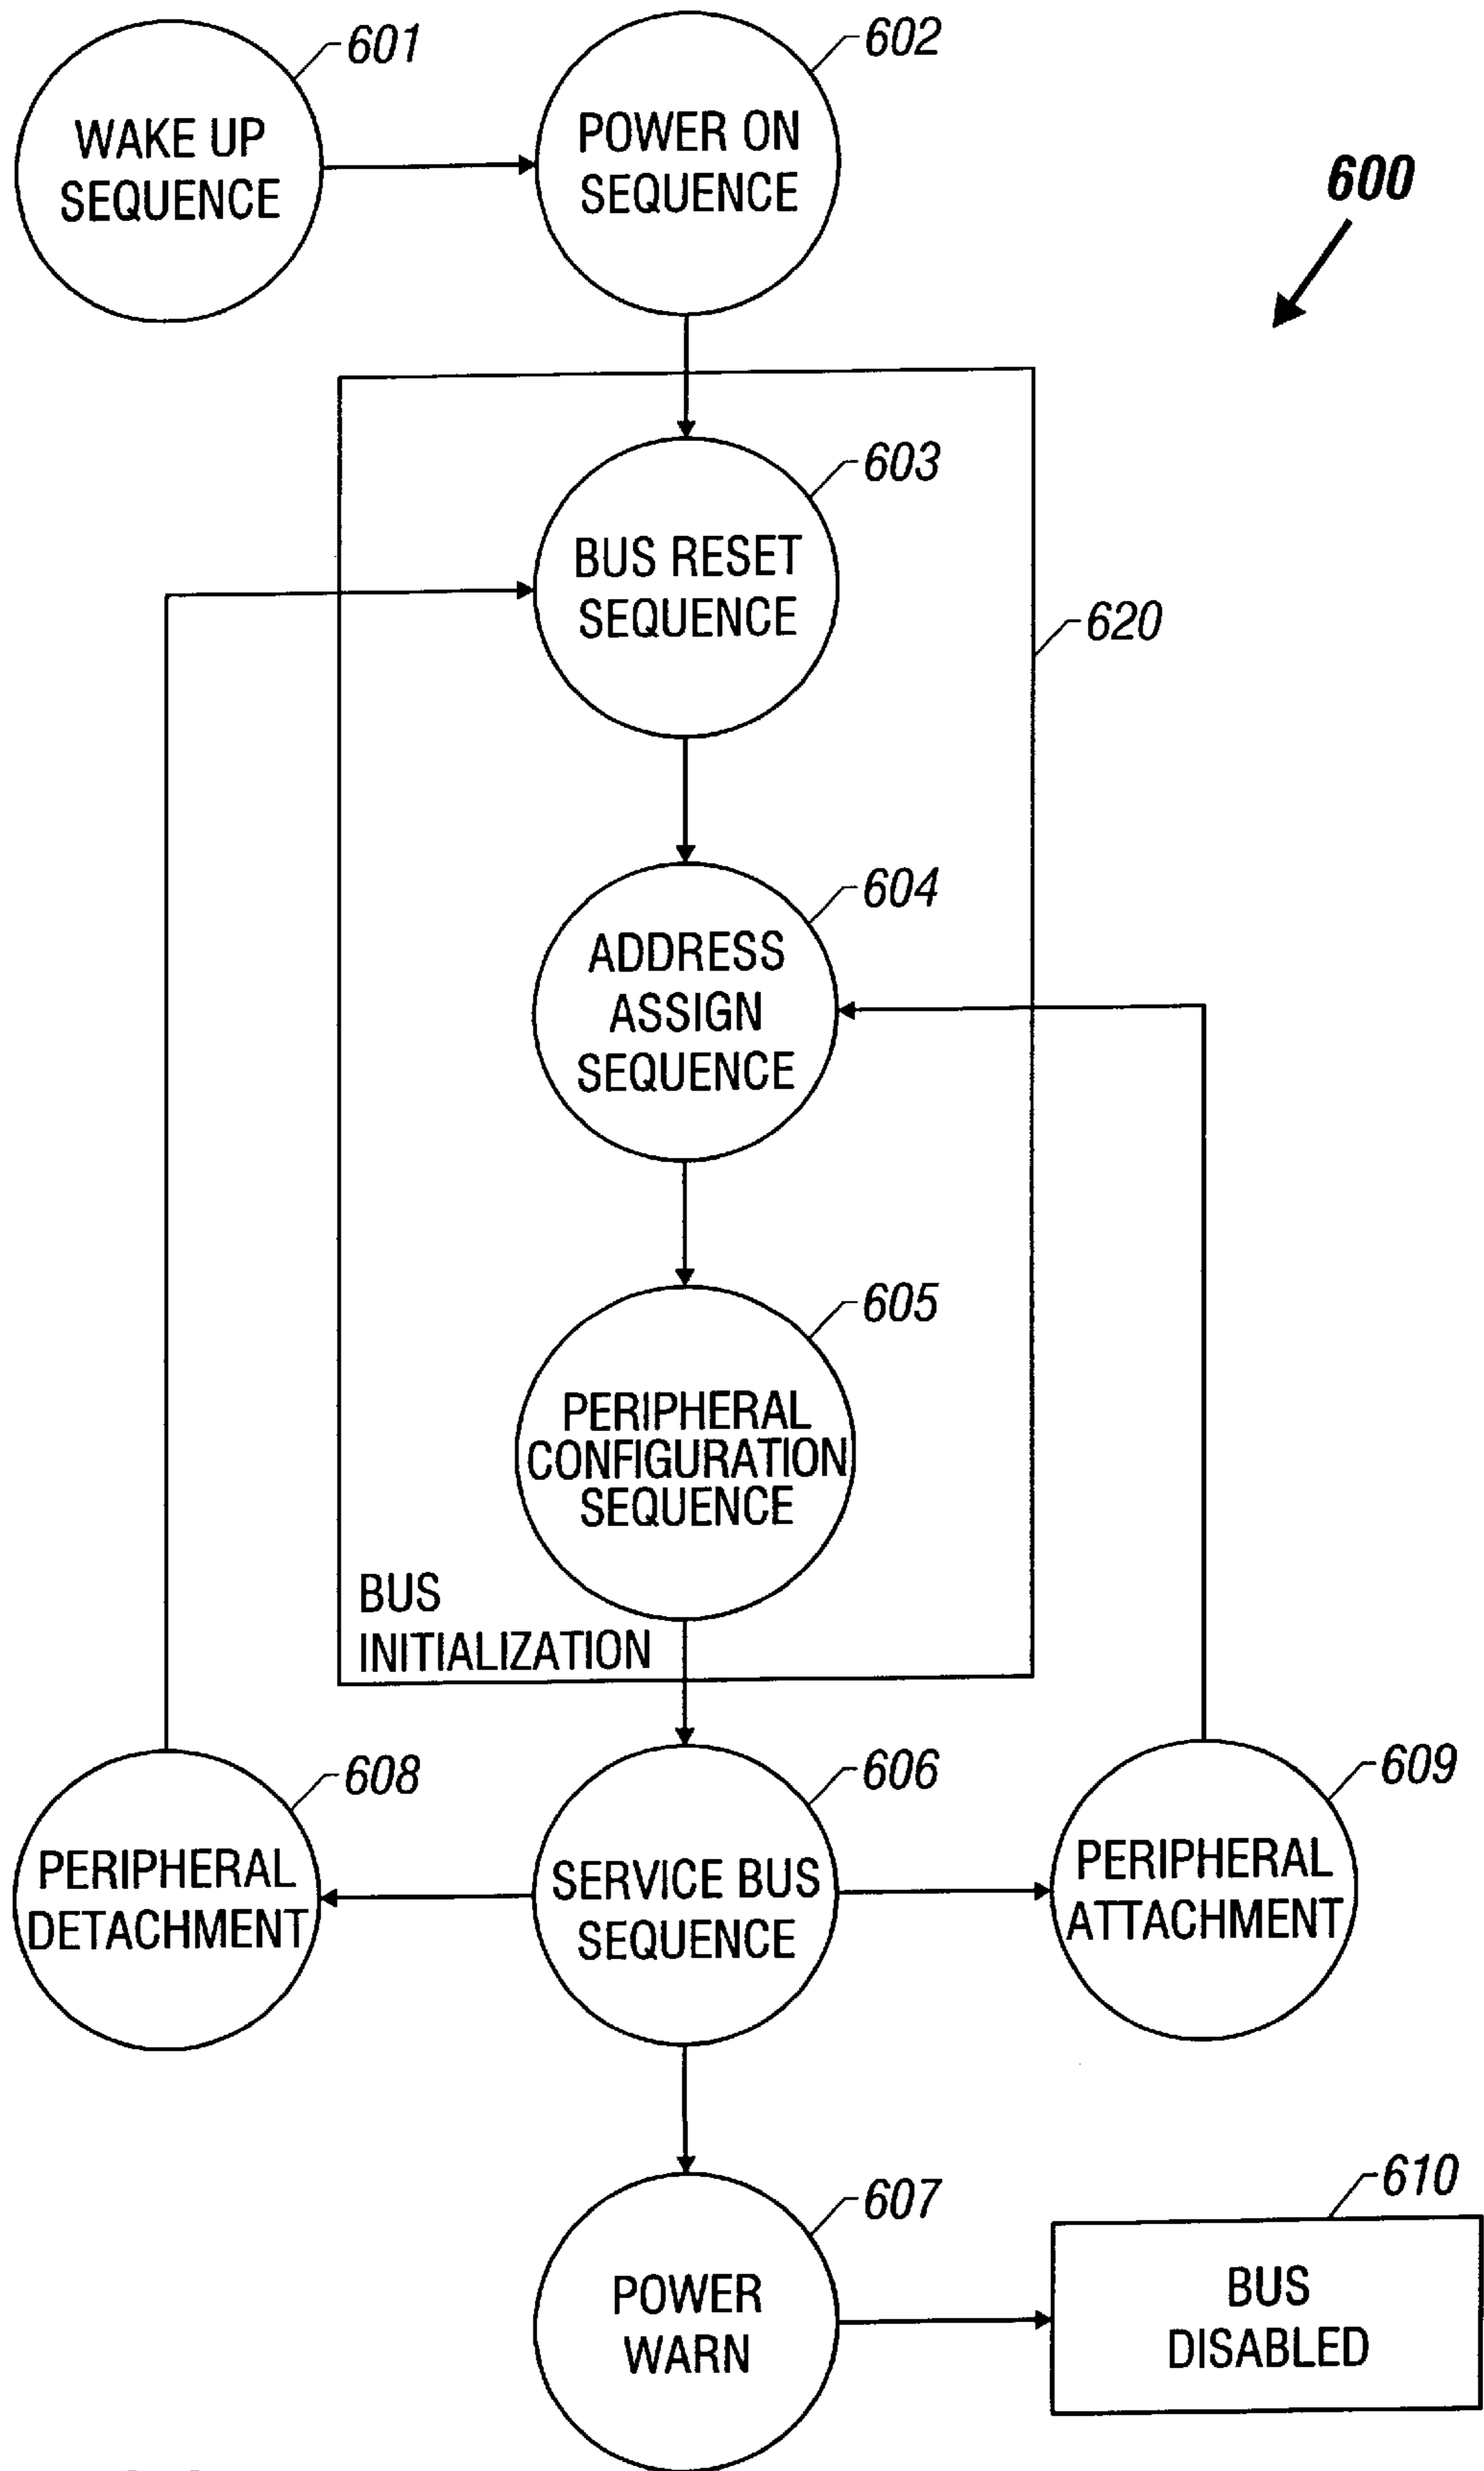 601
602
WAKE UP
SEQUENCE
POWER ON
SEQUENCE
600
603
BUS RESET
SEQUENCE
620
604
ADDRESS
ASSIGN
SEQUENCE
605
PERIPHERAL
CONFIGURATION
SEQUENCE
BUS
INITIALIZATION
608
606
609
PERIPHERAL
DETACHMENT
SERVICE BUS
SEQUENCE
PERIPHERAL
ATTACHMENT
607
610
POWER
WARN
BUS
DISABLED